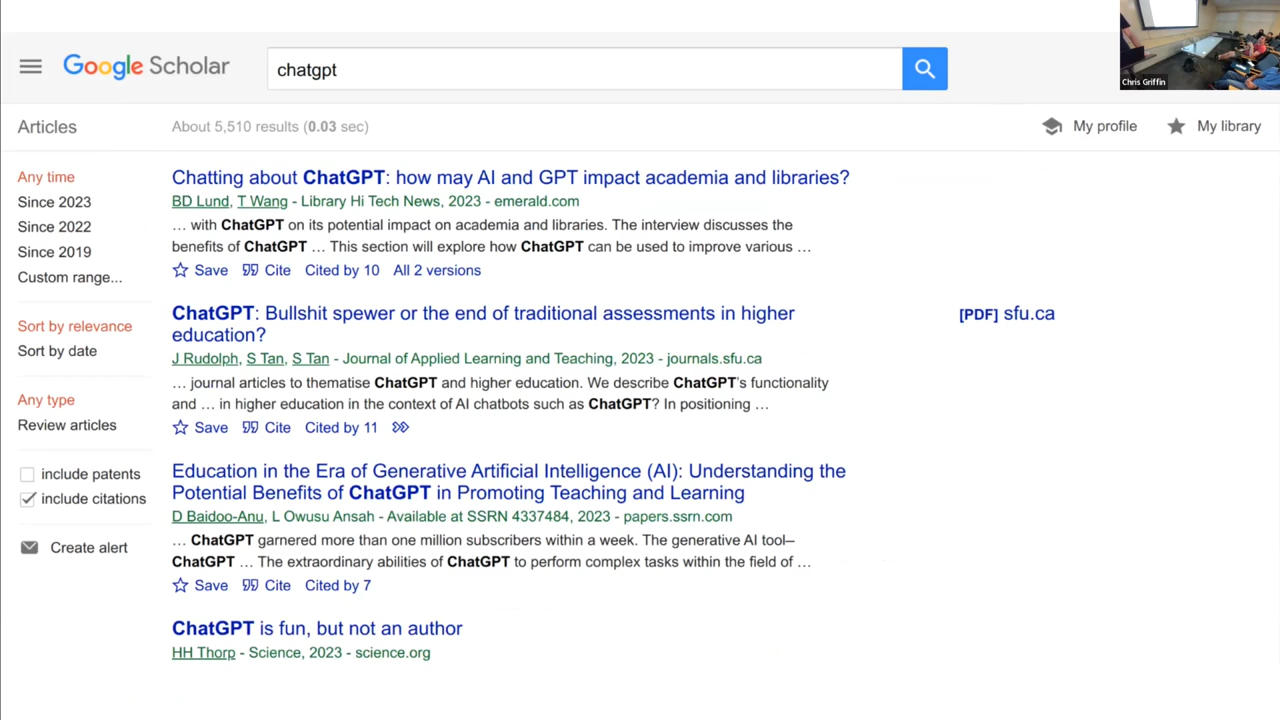 Google Scholar
chatgpt
Chris Griffin
Articles
About 5,510 results (0.03 sec)
My profile
My library
Any time
Since 2023
Since 2022
Since 2019
Custom range...
Sort by relevance
Sort by date
Any type
Review articles
include patents
include citations
Create alert
Chatting about ChatGPT: how may AI and GPT impact academia and libraries?
BD Lund, T Wang - Library Hi Tech News, 2023 - emerald.com
… with ChatGPT on its potential impact on academia and libraries. The interview discusses the
benefits of ChatGPT … This section will explore how ChatGPT can be used to improve various …
Save Cite Cited by 10 All 2 versions
ChatGPT: Bullshit spewer or the end of traditional assessments in higher
education?
[PDF] sfu.ca
J Rudolph, S Tan, S Tan - Journal of Applied Learning and Teaching, 2023 - journals.sfu.ca
… journal articles to thematise ChatGPT and higher education. We describe ChatGPT's functionality
and … in higher education in the context of AI chatbots such as ChatGPT? In positioning …
Save Cite Cited by 11
Education in the Era of Generative Artificial Intelligence (AI): Understanding the
Potential Benefits of ChatGPT in Promoting Teaching and Learning
D Baidoo-Anu, L Owusu Ansah - Available at SSRN 4337484, 2023 - papers.ssrn.com
… ChatGPT garnered more than one million subscribers within a week. The generative AI tool–
ChatGPT … The extraordinary abilities of ChatGPT to perform complex tasks within the field of …
Save Cite Cited by 7
ChatGPT is fun, but not an author
HH Thorp - Science, 2023 - science.org